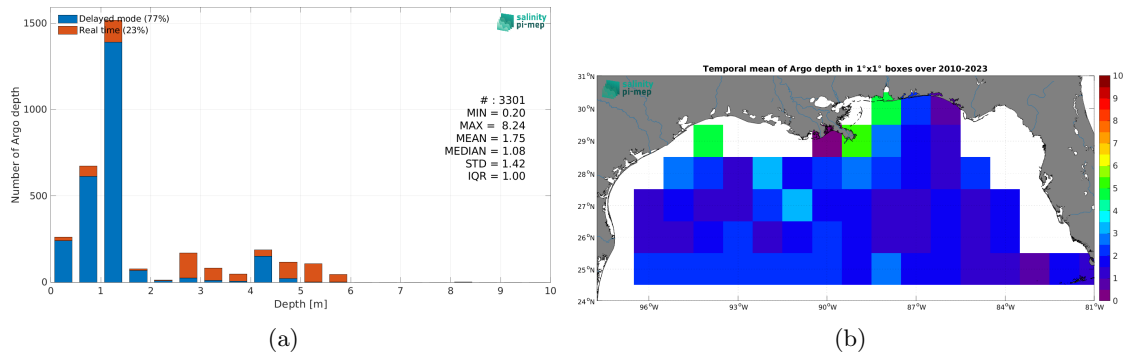 Delayed mode (77%)
Real time (23%)
salinity
pi-mep
1500
1000
500
0
Number of Argo depth
# : 3301
MIN = 0.20
MAX = 8.24
MEAN = 1.75
MEDIAN = 1.08
STD = 1.42
IQR = 1.00
0 1 2 3 4 5 6 7 8 9 10
Depth [m]
(a)
Temporal mean of Argo depth in 1°x1° boxes over 2010-2023
salinity
pi-mep
31°N
30°N
29°N
28°N
27°N
26°N
25°N
24°N
96°W 93°W 90°W 87°W 84°W 81°W
10
9
8
7
6
5
4
3
2
1
0
(b)